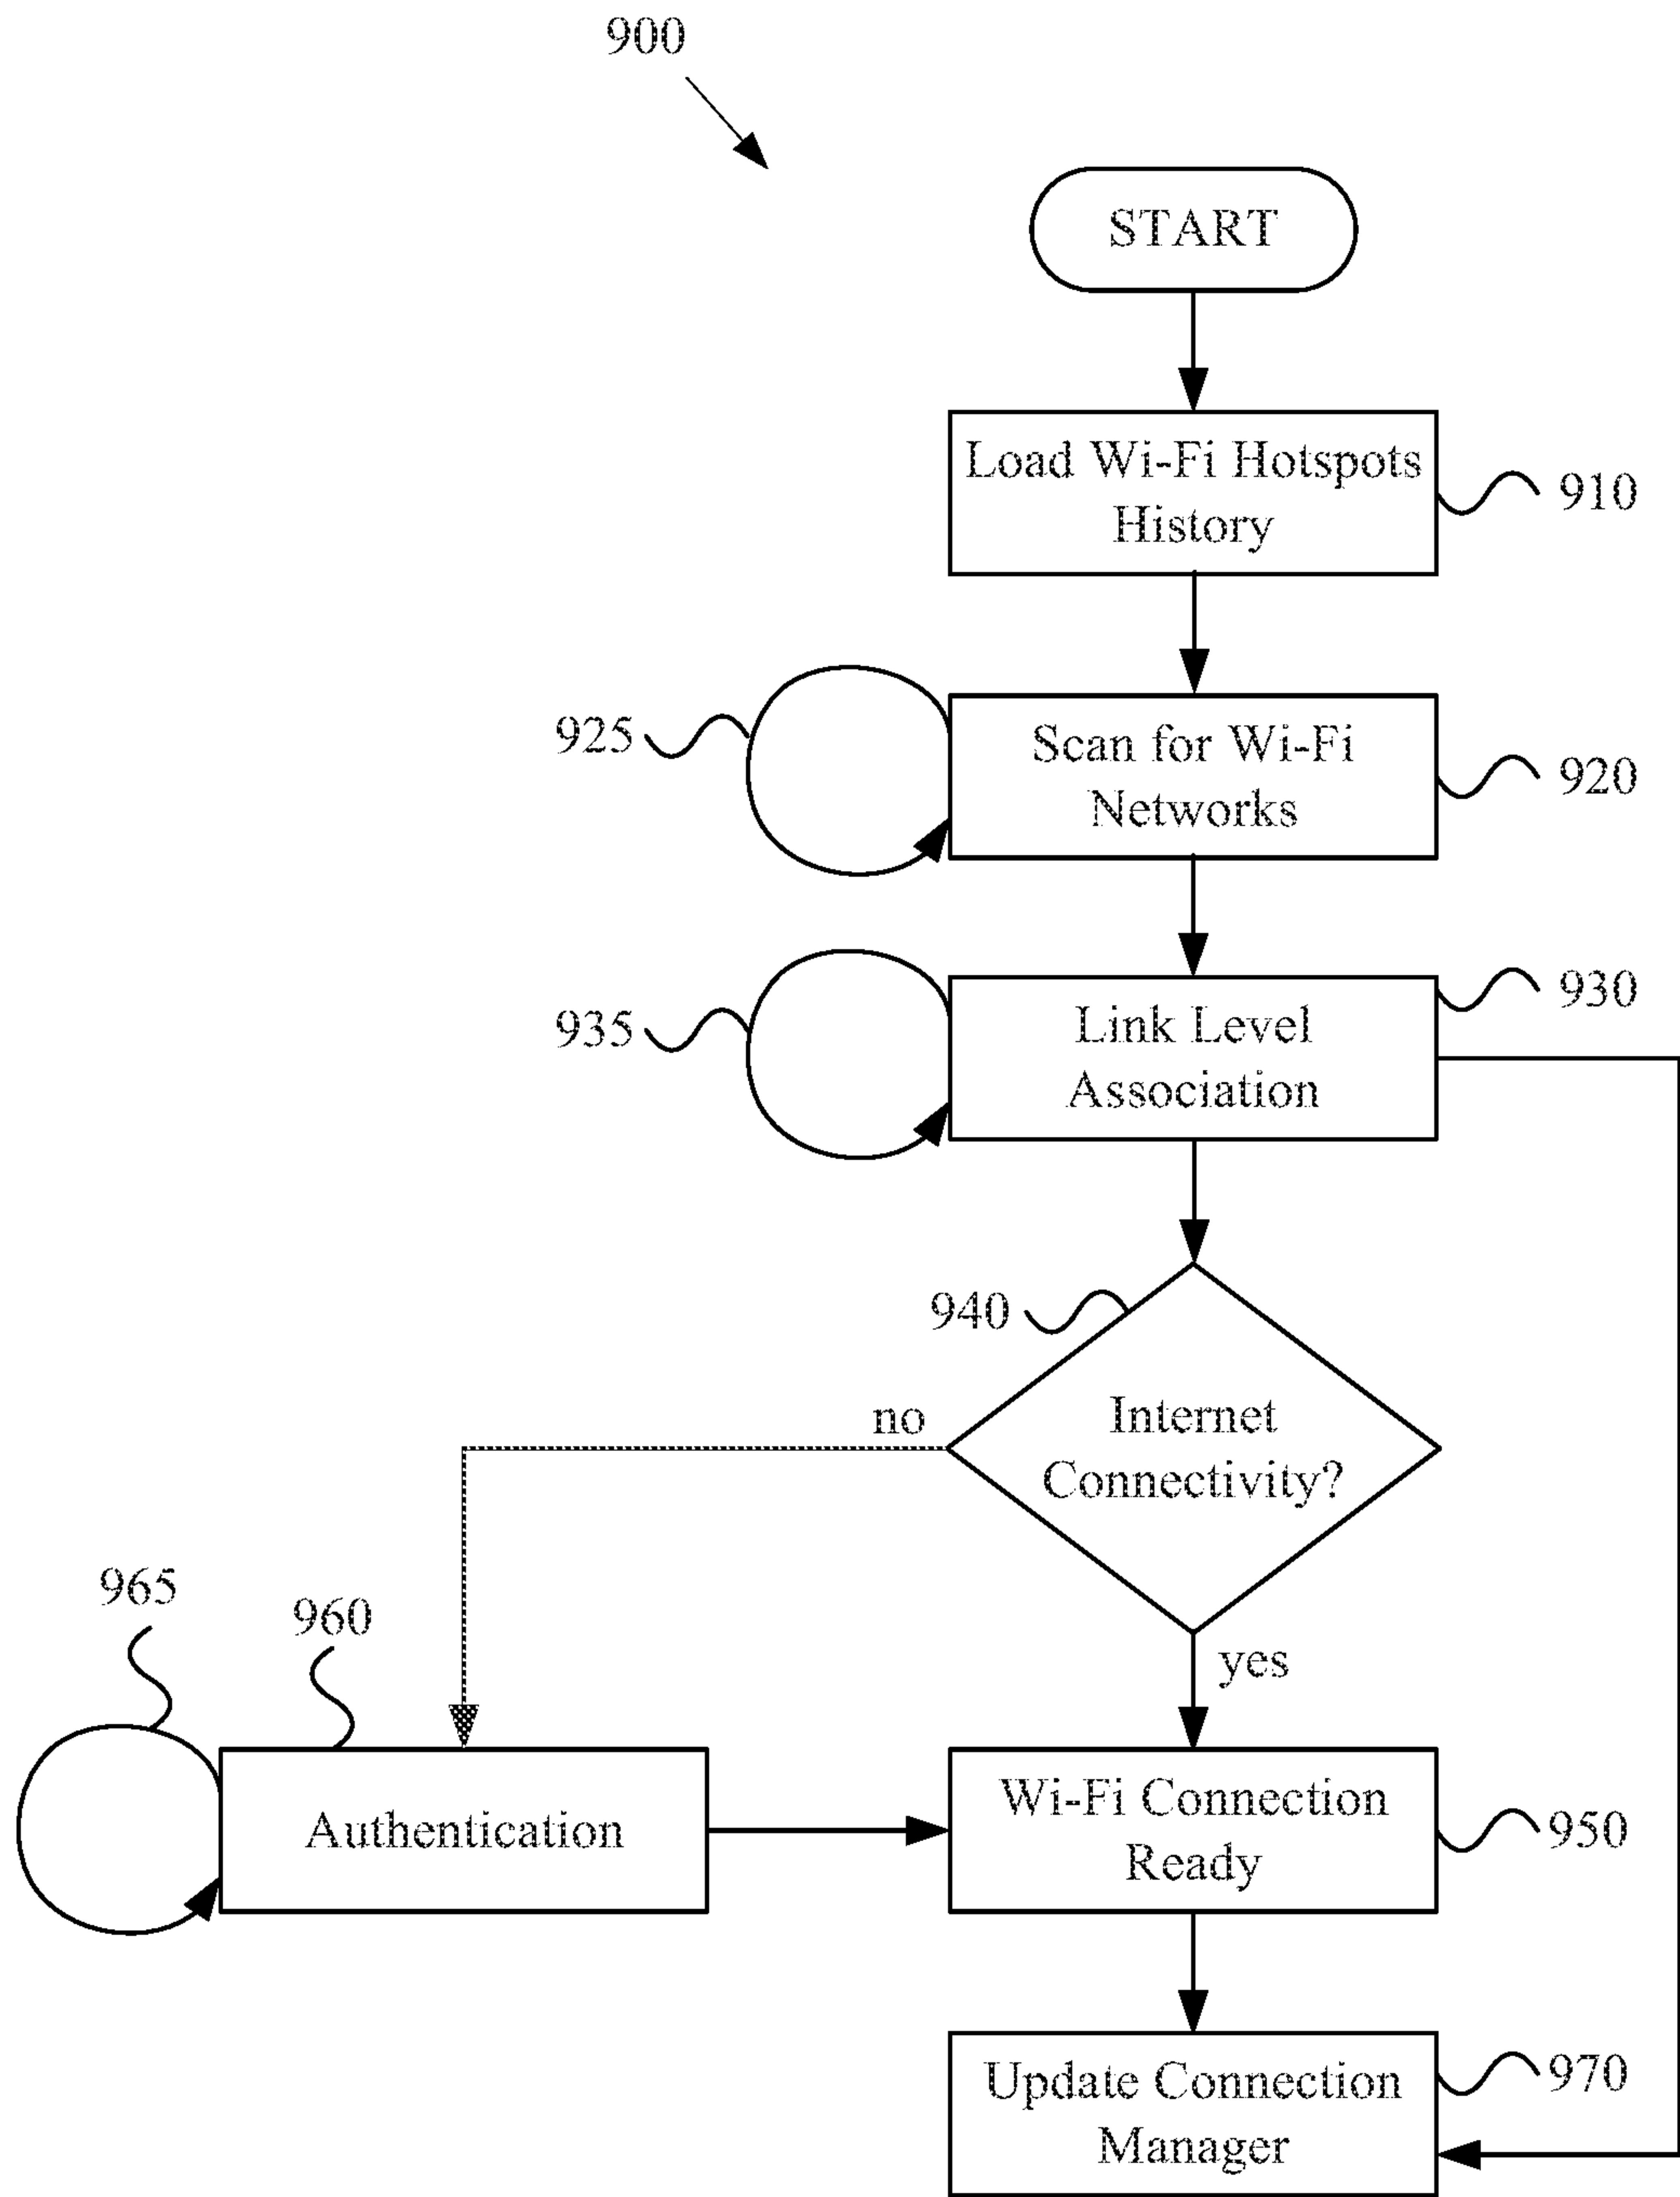 900
START
Load Wi-Fi Hotspots
History
910
925
Scan for Wi-Fi
Networks
920
935
Link Level
Association
930
940
Internet
Connectivity?
no
yes
965
960
Authentication
Wi-Fi Connection
Ready
950
Update Connection
Manager
970